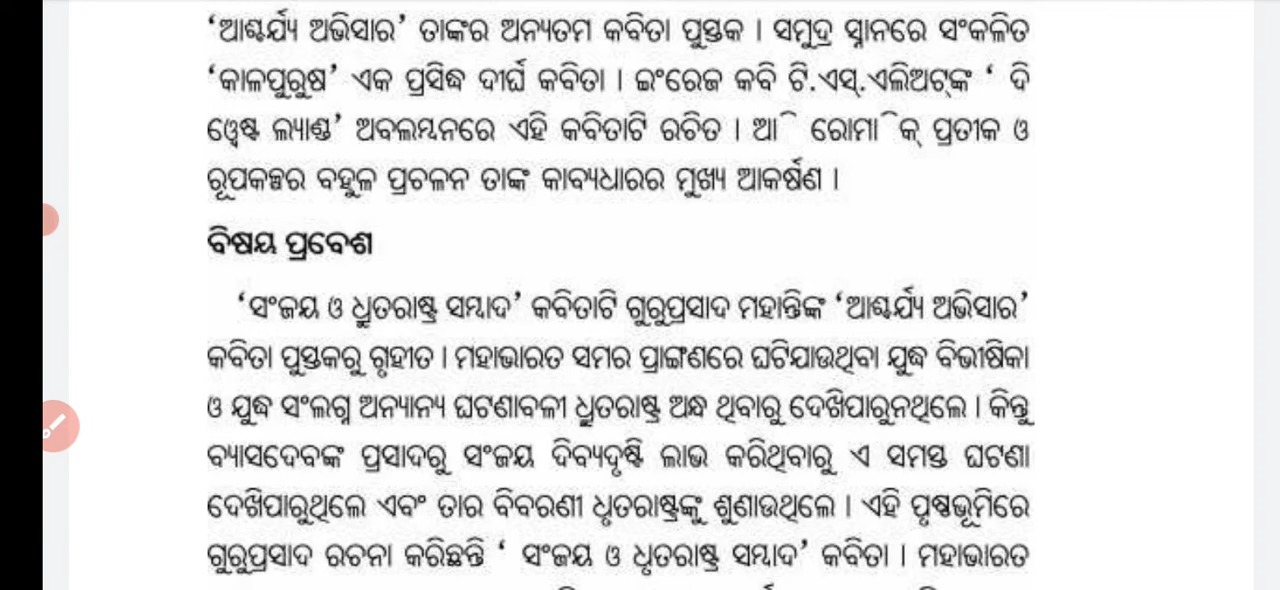 ‘ଆଶ୍ଚର୍ଯ୍ୟ ଅଭିସାର’ ତାଙ୍କର ଅନ୍ୟତମ କବିତା ପୁସ୍ତକ । ସମୁଦ୍ର ସ୍ନାନରେ ସଂକଳିତ
‘କାଳପୁରୁଷ’ ଏକ ପ୍ରସିଦ୍ଧ ଦୀର୍ଘ କବିତା । ଇଂରେଜ କବି ଟି.ଏସ୍.ଏଲିଅଟ୍‌ଙ୍କ ‘ ଦି
ଓ୍ୱେଷ୍ଟ ଲ୍ୟାଣ୍ଡ’ ଅବଲମ୍ବନରେ ଏହି କବିତାଟି ରଚିତ । ପ୍ରତୀକ ଓ
ରୂପକଳ୍ପର ବହୁଳ ପ୍ରଚଳନ ତାଙ୍କ କାବ୍ୟଧାରାର ମୁଖ୍ୟ ଆକର୍ଷଣ ।
ବିଷୟ ପ୍ରବେଶ
‘ସଂଜୟ ଓ ଧ୍ରୁତରାଷ୍ଟ୍ର ସମ୍ବାଦ’ କବିତାଟି ଗୁରୁପ୍ରସାଦ ମହାନ୍ତିଙ୍କ ‘ଆଶ୍ଚର୍ଯ୍ୟ ଅଭିସାର’
କବିତା ପୁସ୍ତକରୁ ଗୃହୀତ । ମହାଭାରତ ସମର ପ୍ରାଙ୍ଗଣରେ ଘଟିଯାଉଥିବା ଯୁଦ୍ଧ ବିଭୀଷିକା
ଓ ଯୁଦ୍ଧ ସଂଲଗ୍ନ ଅନ୍ୟାନ୍ୟ ଘଟଣାବଳୀ ଧ୍ରୁତରାଷ୍ଟ୍ର ଅନ୍ଧ ଥିବାରୁ ଦେଖିପାରୁନଥିଲେ । କିନ୍ତୁ
ବ୍ୟାସଦେବଙ୍କ ପ୍ରସାଦରୁ ସଂଜୟ ଦିବ୍ୟଦୃଷ୍ଟି ଲାଭ କରିଥିବାରୁ ଏ ସମସ୍ତ ଘଟଣା
ଦେଖିପାରୁଥିଲେ ଏବଂ ତାର ବିବରଣୀ ଧୃତରାଷ୍ଟ୍ରଙ୍କୁ ଶୁଣାଉଥିଲେ । ଏହି ପୃଷ୍ଠଭୂମିରେ
ଗୁରୁପ୍ରସାଦ ରଚନା କରିଛନ୍ତି ‘ ସଂଜୟ ଓ ଧୃତରାଷ୍ଟ୍ର ସମ୍ବାଦ’ କବିତା । ମହାଭାରତ